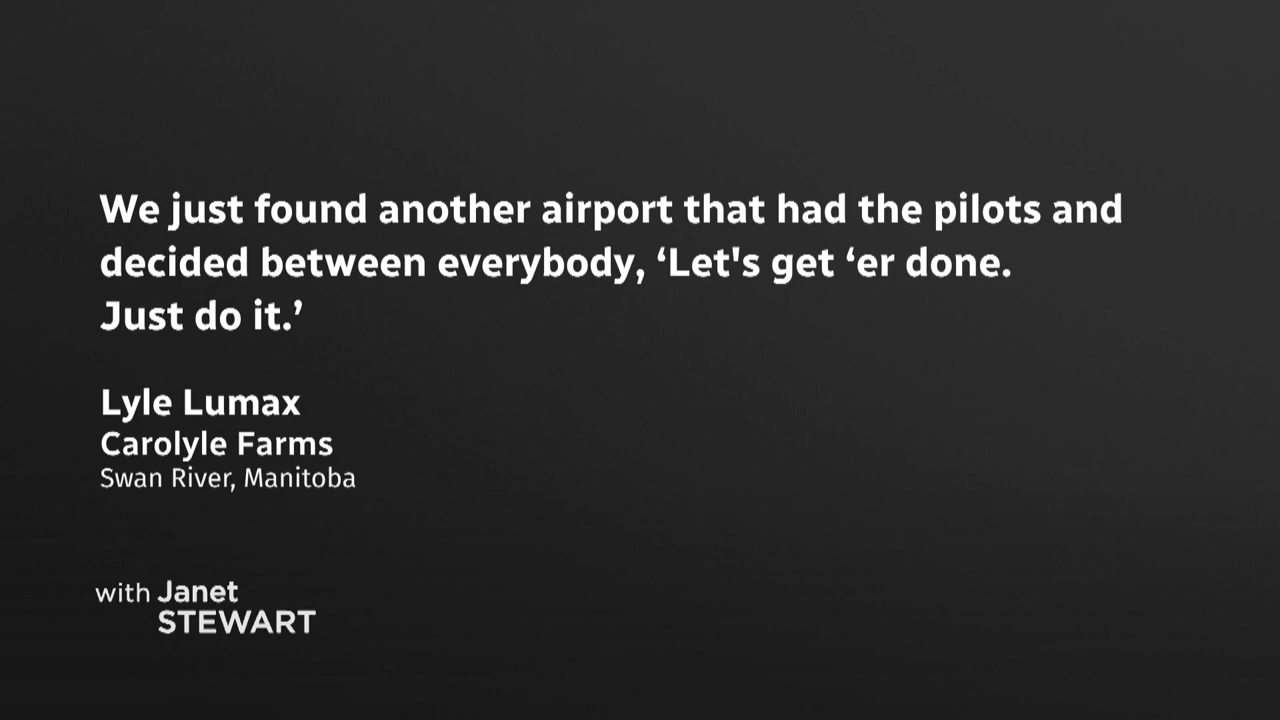 We just found another airport that had the pilots and
decided between everybody, ‘Let's get ‘er done.
Just do it.’
Lyle Lumax
Carolyle Farms
Swan River, Manitoba
with Janet
STEWART